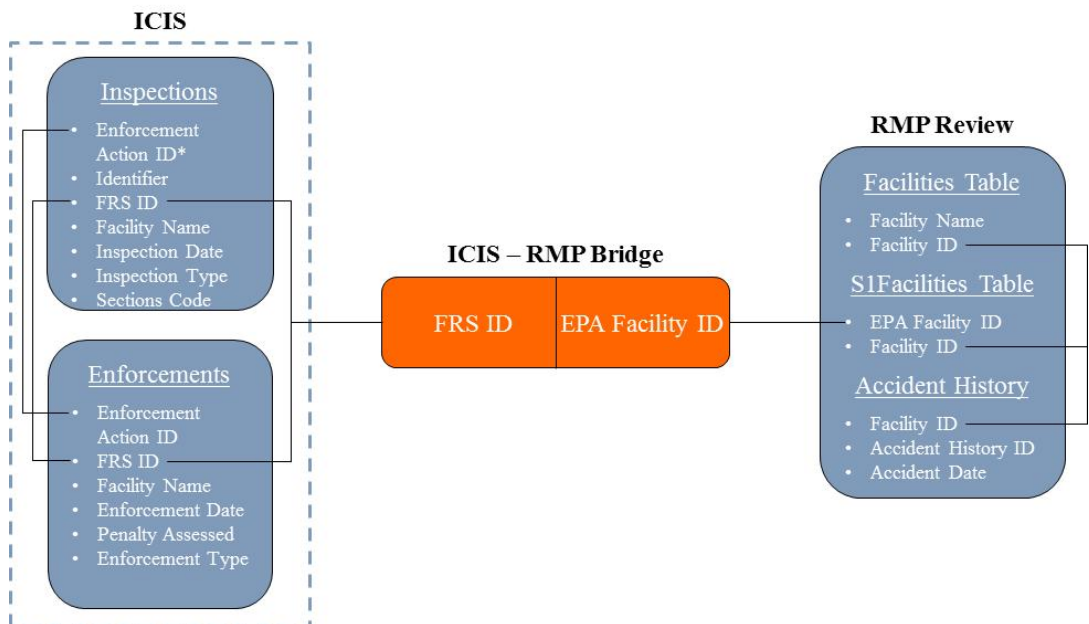 ICIS
Inspections
• Enforcement
Action ID*
• Identifier
• FRS ID
• Facility Name
• Inspection Date
• Inspection Type
• Sections Code
Enforcements
• Enforcement
Action ID
• FRS ID
• Facility Name
• Enforcement Date
• Penalty Assessed
• Enforcement Type
ICIS – RMP Bridge
FRS ID
EPA Facility ID
RMP Review
Facilities Table
• Facility Name
• Facility ID
S1Facilities Table
• EPA Facility ID
• Facility ID
Accident History
• Facility ID
• Accident History ID
• Accident Date